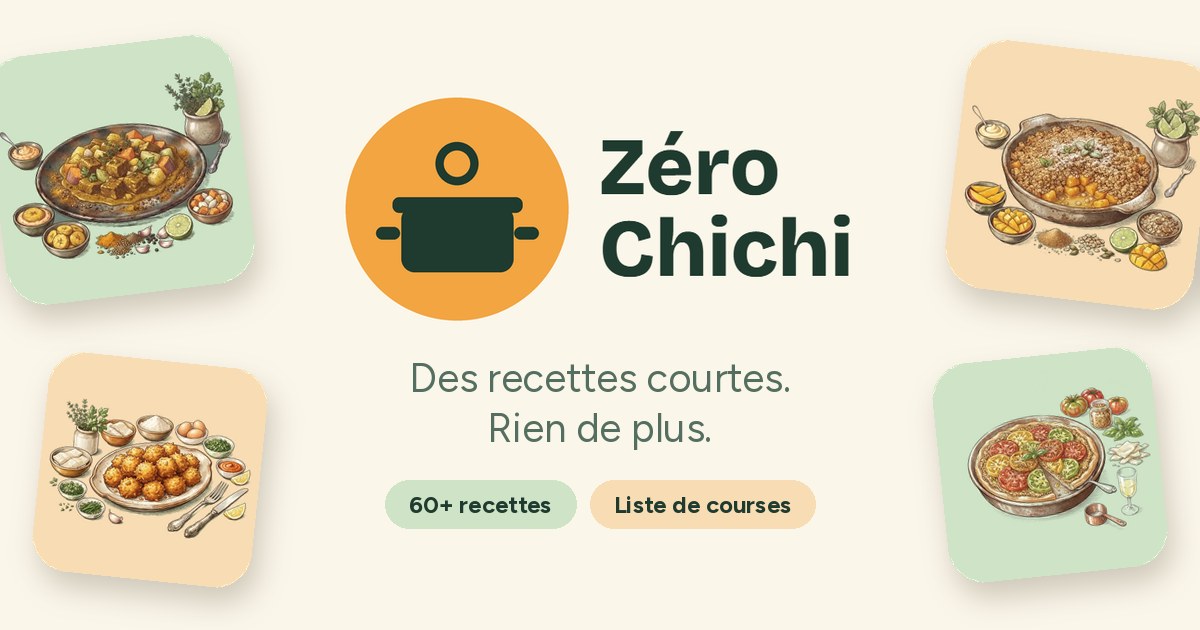 Zéro
Chichi
Des recettes courtes.
Rien de plus.
60+ recettes
Liste de courses